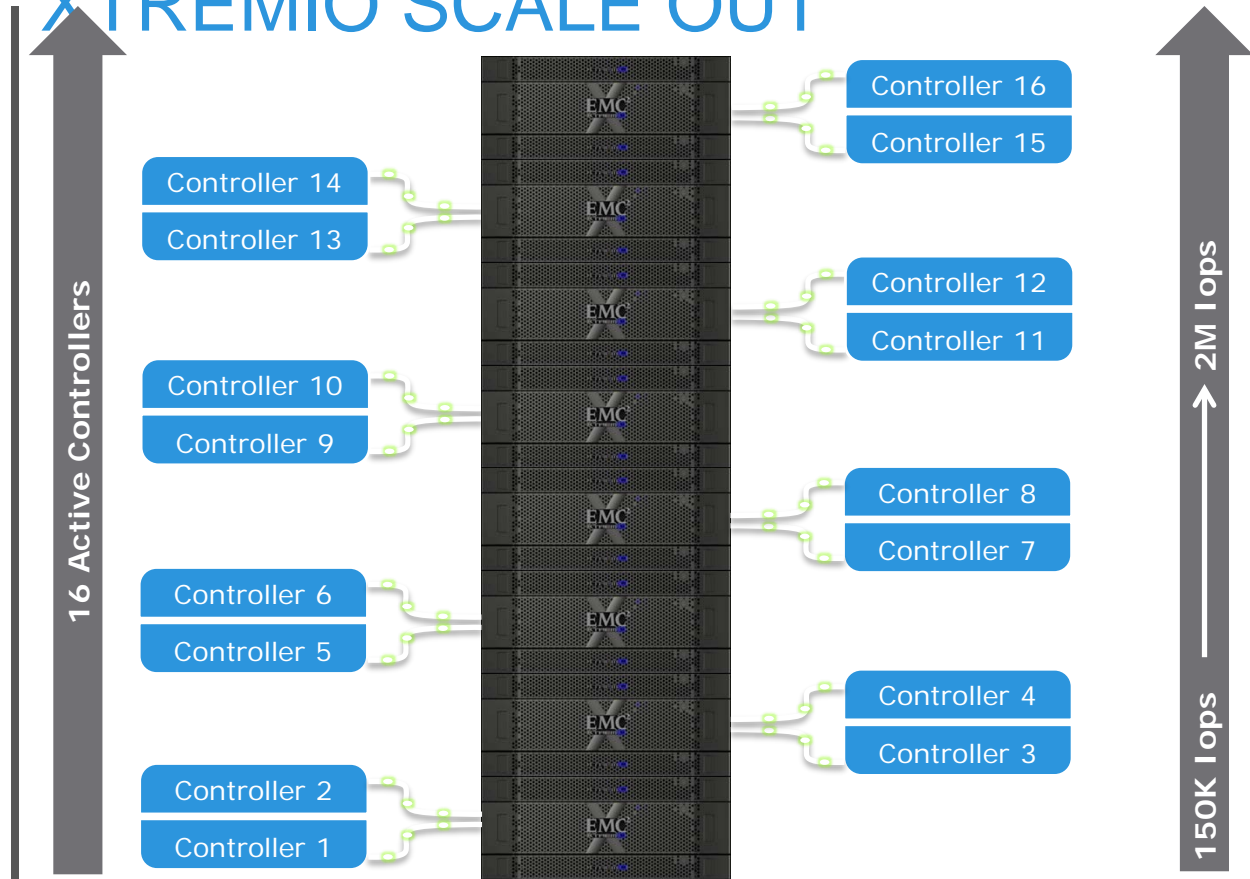 XTREMIO SCALE OUT
16 Active Controllers
Controller 16
Controller 15
Controller 14
Controller 13
Controller 12
Controller 11
Controller 10
Controller 9
Controller 8
Controller 7
Controller 6
Controller 5
Controller 4
Controller 3
Controller 2
Controller 1
EMC
EMC
EMC
EMC
EMC
EMC
EMC
EMC
150K Iops
2M Iops